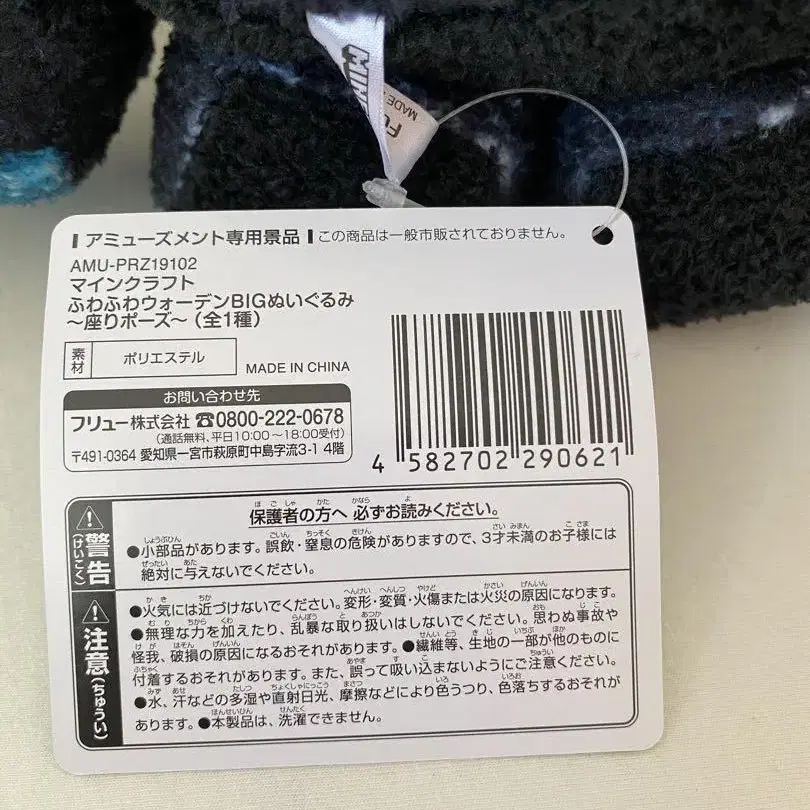 MADE
アミューズメント専用景品 この商品は一般市販されておりません。
AMU-PRZ19102
マインクラフト
ふわふわウォーデンBIGぬいぐるみ
〜座りポーズ〜(全1種)
素材 ポリエステル
MADE IN CHINA
お問い合わせ先
フリュー株式会社☎0800-222-0678
(通話無料、平日10:00〜18:00受付)
〒491-0364 愛知県一宮市萩原町中島字流3-1 4階
4 582702 290621
保護者の方へ 必ずお読みください。
警告(けいこく)
●小部品があります。誤飲・窒息の危険がありますので、3才未満のお子様には
絶対に与えないでください。
注意(ちゅうい)
●火気には近づけないでください。変形・変質・火傷または火災の原因になります。
●無理な力を加えたり、乱暴な取り扱いはしないでください。思わぬ事故や
怪我、破損の原因になるおそれがあります。●繊維等、生地の一部が他のものに
付着するおそれがあります。また、誤って吸い込まないようにご注意ください。
●水、汗などの多湿や直射日光、摩擦などにより色うつり、色落ちするおそれが
あります。●本製品は、洗濯できません。